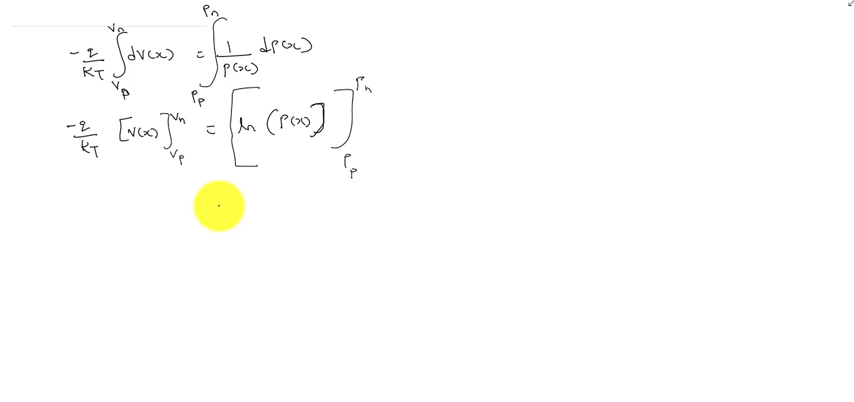 -q/KT ∫_{Vp}^{Vn} dV(x) = ∫_{Pp}^{Pn} 1/P(x) dP(x)
-q/KT [V(x)]_{Vp}^{Vn} = [ln (P(x))]_{Pp}^{Pn}